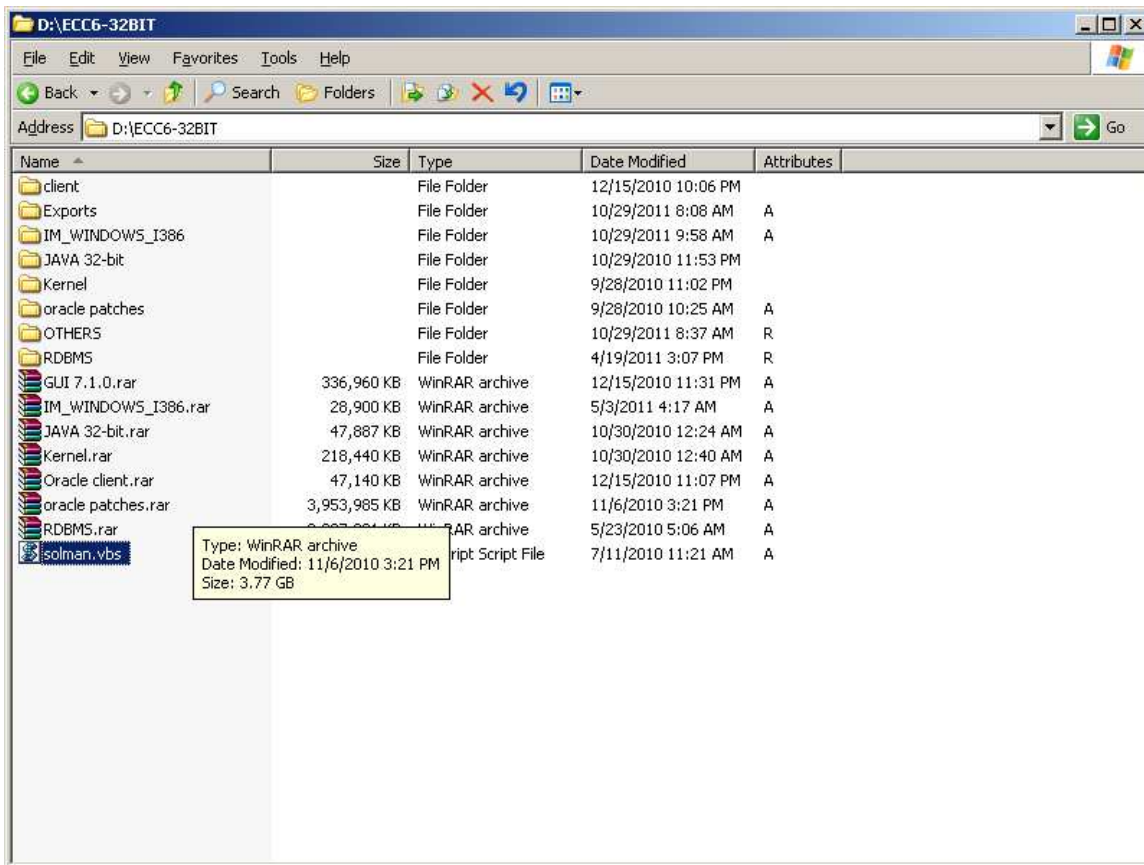 D:\ECC6-32BIT
File Edit View Favorites Tools Help
Back Search Folders
Address D:\ECC6-32BIT Go
Name Size Type Date Modified Attributes
client File Folder 12/15/2010 10:06 PM
Exports File Folder 10/29/2011 8:08 AM A
IM_WINDOWS_I386 File Folder 10/29/2011 9:58 AM A
JAVA 32-bit File Folder 10/29/2010 11:53 PM
Kernel File Folder 9/28/2010 11:02 PM
oracle patches File Folder 9/28/2010 10:25 AM A
OTHERS File Folder 10/29/2011 8:37 AM R
RDBMS File Folder 4/19/2011 3:07 PM R
GUI 7.1.0.rar 336,960 KB WinRAR archive 12/15/2010 11:31 PM A
IM_WINDOWS_I386.rar 28,900 KB WinRAR archive 5/3/2011 4:17 AM A
JAVA 32-bit.rar 47,887 KB WinRAR archive 10/30/2010 12:24 AM A
Kernel.rar 218,440 KB WinRAR archive 10/30/2010 12:40 AM A
Oracle client.rar 47,140 KB WinRAR archive 12/15/2010 11:07 PM A
oracle patches.rar 3,953,985 KB WinRAR archive 11/6/2010 3:21 PM A
RDBMS.rar archive 5/23/2010 5:06 AM A
solman.vbs ript Script File 7/11/2010 11:21 AM A
Type: WinRAR archive
Date Modified: 11/6/2010 3:21 PM
Size: 3.77 GB